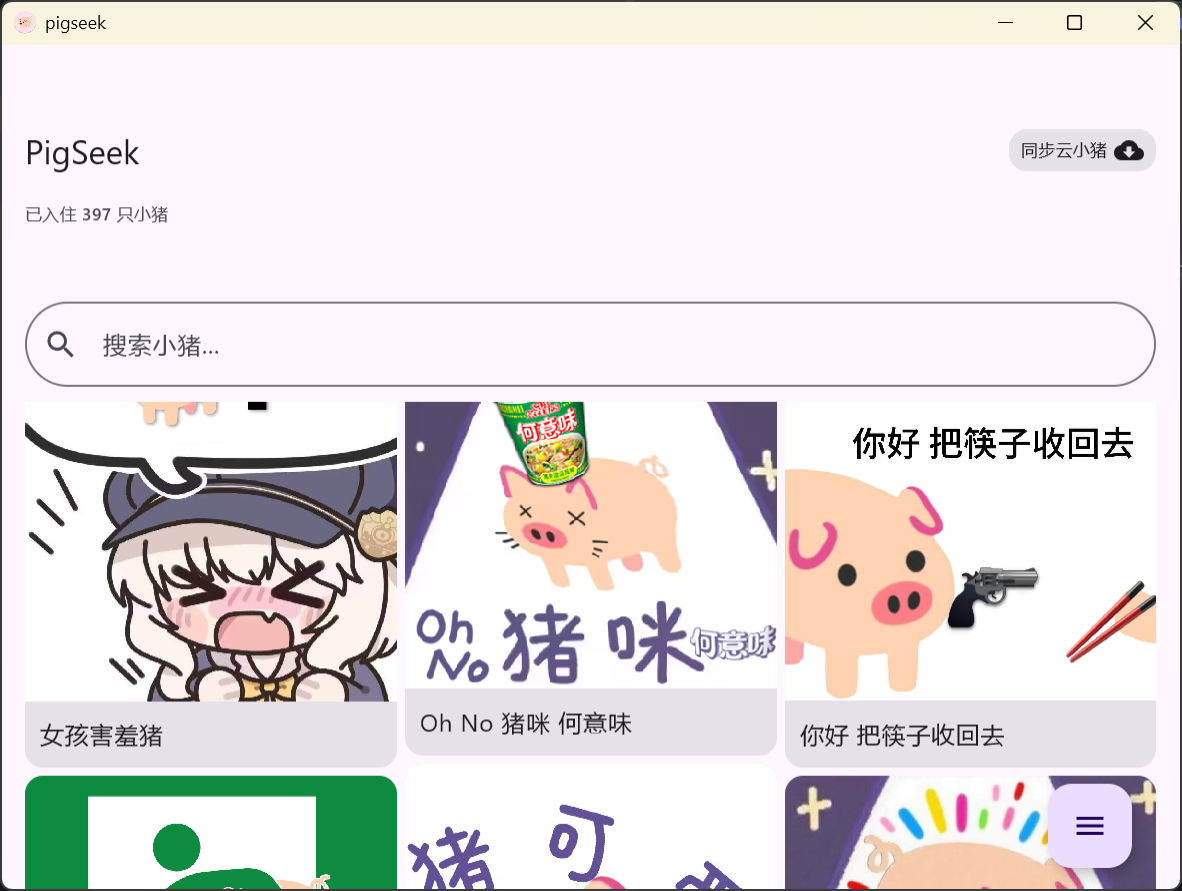 pigseek
PigSeek
同步云小猪
已入住 397 只小猪
搜索小猪...
何意味
Oh No 猪咪 何意味
你好 把筷子收回去
女孩害羞猪
Oh No 猪咪 何意味
你好 把筷子收回去
猪可